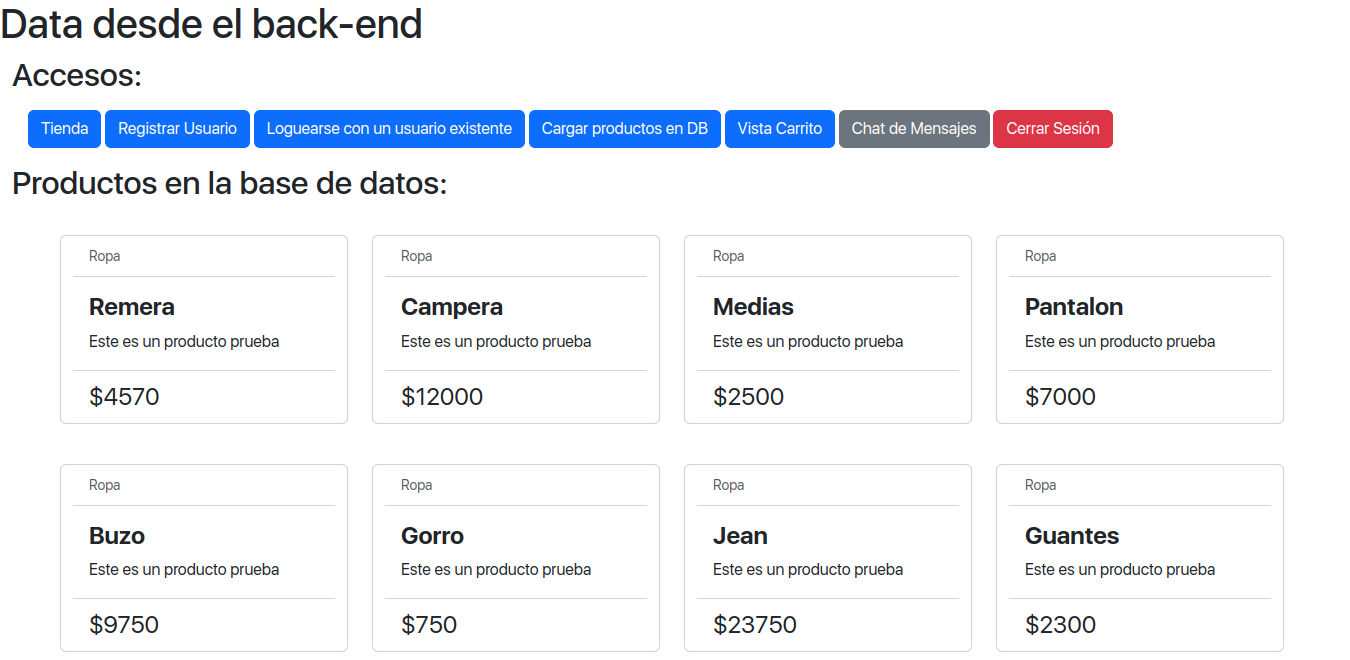 Data desde el back-end
Accesos:
Tienda Registrar Usuario Loguearse con un usuario existente Cargar productos en DB Vista Carrito Chat de Mensajes Cerrar Sesión
Productos en la base de datos:
Ropa
Remera
Este es un producto prueba
$4570
Ropa
Campera
Este es un producto prueba
$12000
Ropa
Medias
Este es un producto prueba
$2500
Ropa
Pantalon
Este es un producto prueba
$7000
Ropa
Buzo
Este es un producto prueba
$9750
Ropa
Gorro
Este es un producto prueba
$750
Ropa
Jean
Este es un producto prueba
$23750
Ropa
Guantes
Este es un producto prueba
$2300